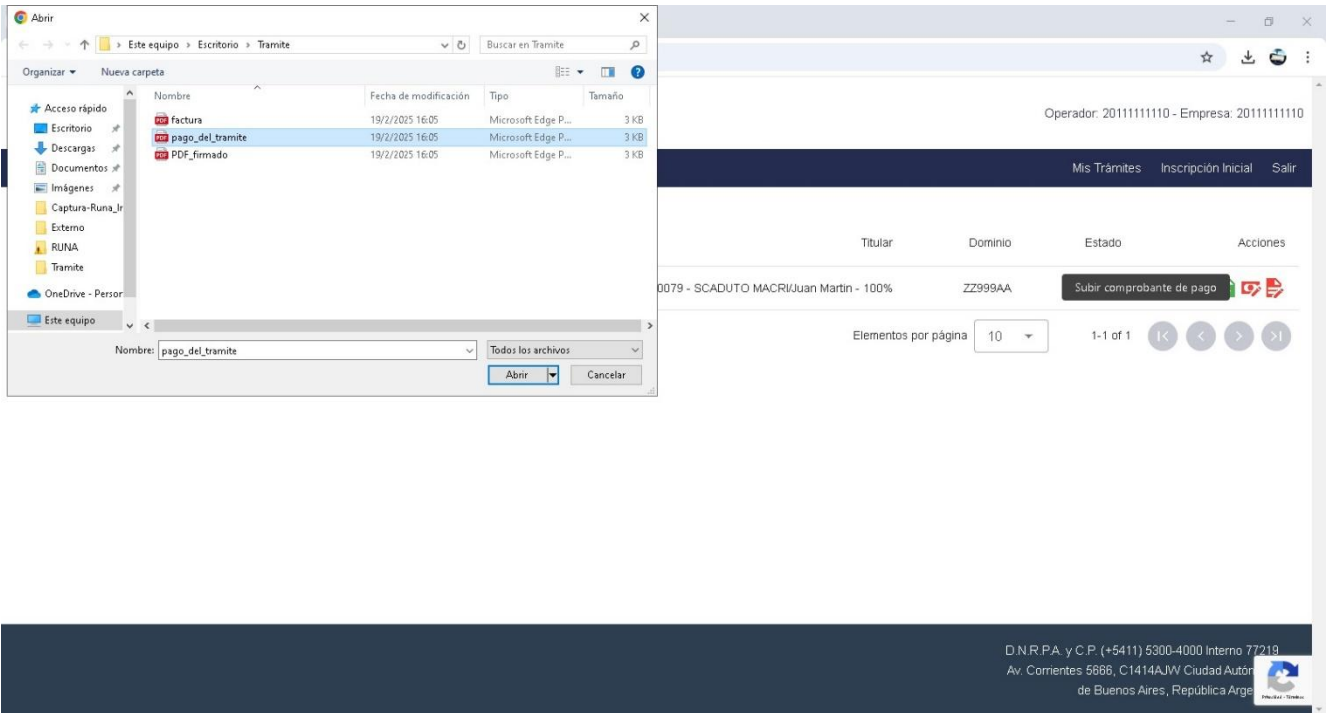 Abrir
Este equipo > Escritorio > Tramite
Buscar en Tramite
Organizar
Nueva carpeta
Nombre Fecha de modificación Tipo Tamaño
factura 19/2/2025 16:05 Microsoft Edge P... 3 KB
pago_del_tramite 19/2/2025 16:05 Microsoft Edge P... 3 KB
PDF_firmado 19/2/2025 16:05 Microsoft Edge P... 3 KB
Acceso rápido
Escritorio
Descargas
Documentos
Imágenes
Captura-Runa_Ir
Externo
RUNA
Tramite
OneDrive - Person
Este equipo
Nombre: pago_del_tramite
Todos los archivos
Abrir
Cancelar
Operador: 20111111110 - Empresa: 20111111110
Mis Trámites Inscripción Inicial Salir
Titular Dominio Estado Acciones
0079 - SCADUTO MACRI/Juan Martin - 100% ZZ999AA Subir comprobante de pago
Elementos por página 10 1-1 of 1
D.N.R.P.A. y C.P. (+5411) 5300-4000 Interno 77219
Av. Corrientes 5666, C1414AJW Ciudad Autón
de Buenos Aires, República Arge